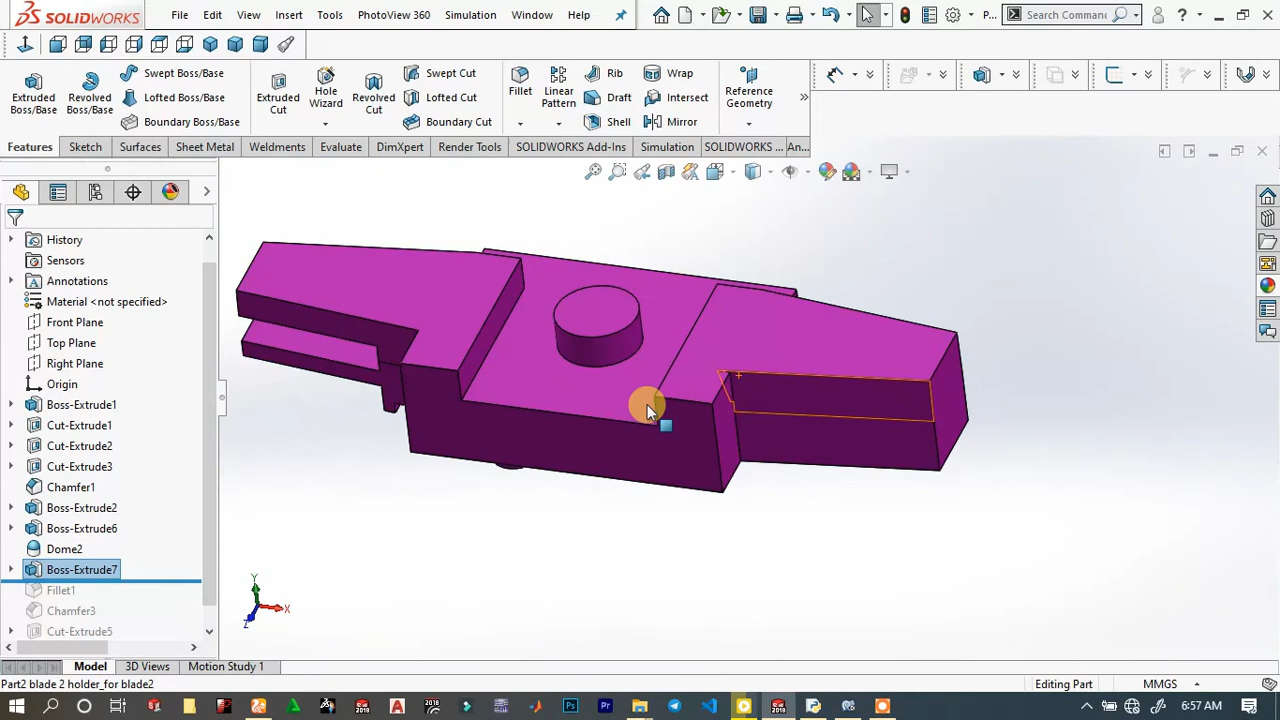 SOLIDWORKS
File Edit View Insert Tools PhotoView 360 Simulation Window Help
P... Search Comman
Extruded Boss/Base
Revolved Boss/Base
Swept Boss/Base
Lofted Boss/Base
Boundary Boss/Base
Extruded Cut
Hole Wizard
Revolved Cut
Swept Cut
Lofted Cut
Boundary Cut
Fillet
Linear Pattern
Rib
Draft
Shell
Wrap
Intersect
Mirror
Reference Geometry
Features Sketch Surfaces Sheet Metal Weldments Evaluate DimXpert Render Tools SOLIDWORKS Add-Ins Simulation SOLIDWORKS ... An...
History
Sensors
Annotations
Material <not specified>
Front Plane
Top Plane
Right Plane
Origin
Boss-Extrude1
Cut-Extrude1
Cut-Extrude2
Cut-Extrude3
Chamfer1
Boss-Extrude2
Boss-Extrude6
Dome2
Boss-Extrude7
Fillet1
Chamfer3
Cut-Extrude5
Y
X
Z
Model 3D Views Motion Study 1
Part2 blade 2 holder_for blade2 Editing Part MMGS
6:57 AM